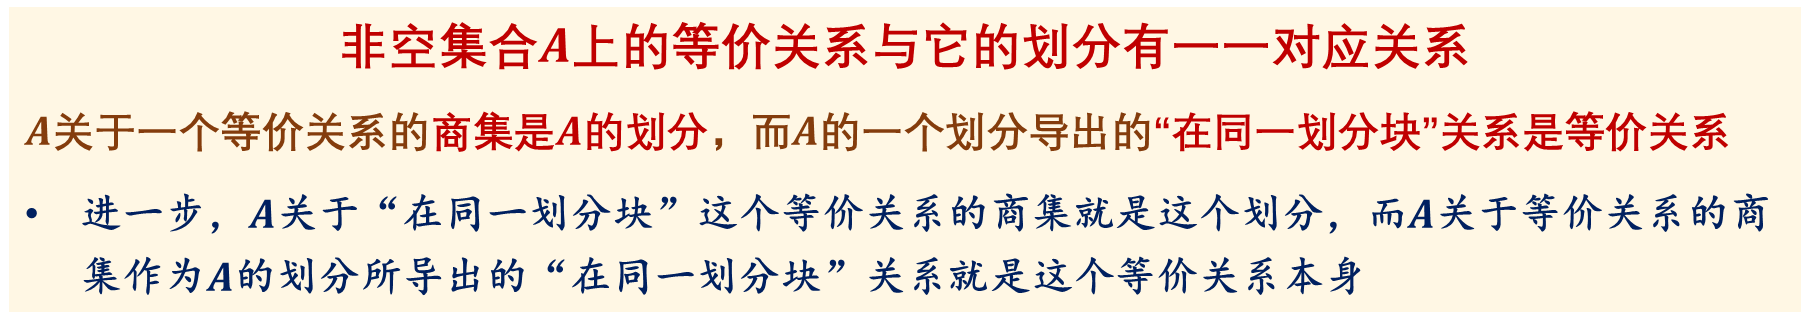 非空集合A上的等价关系与它的划分有一一对应关系
A关于一个等价关系的商集是A的划分，而A的一个划分导出的“在同一划分块”关系是等价关系
• 进一步，A关于“在同一划分块”这个等价关系的商集就是这个划分，而A关于等价关系的商
集作为A的划分所导出的“在同一划分块”关系就是这个等价关系本身